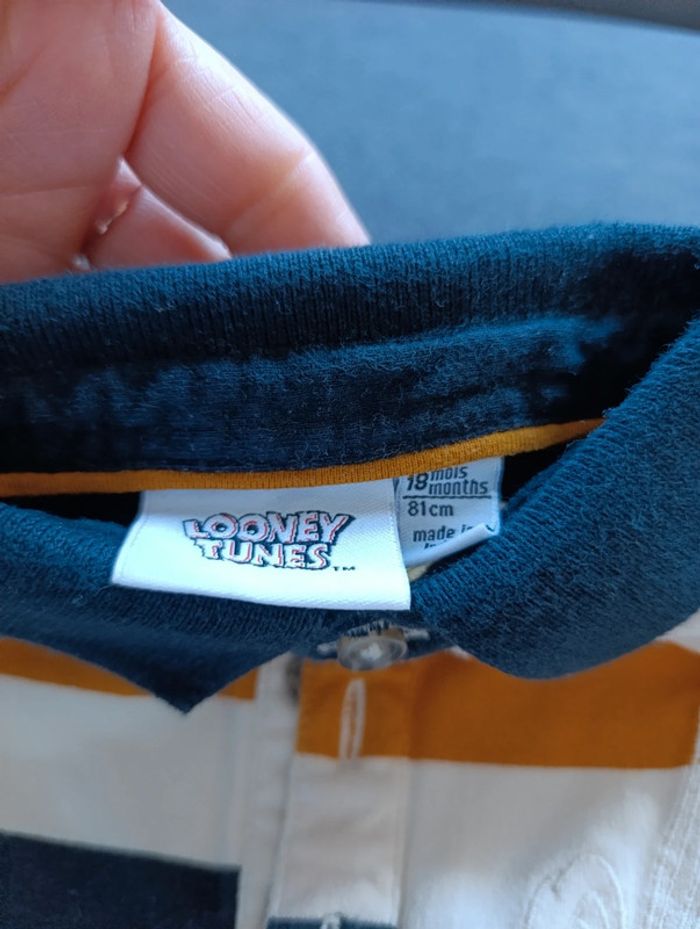 LOONEY
TUNES
™
18 mois
months
81cm
made in